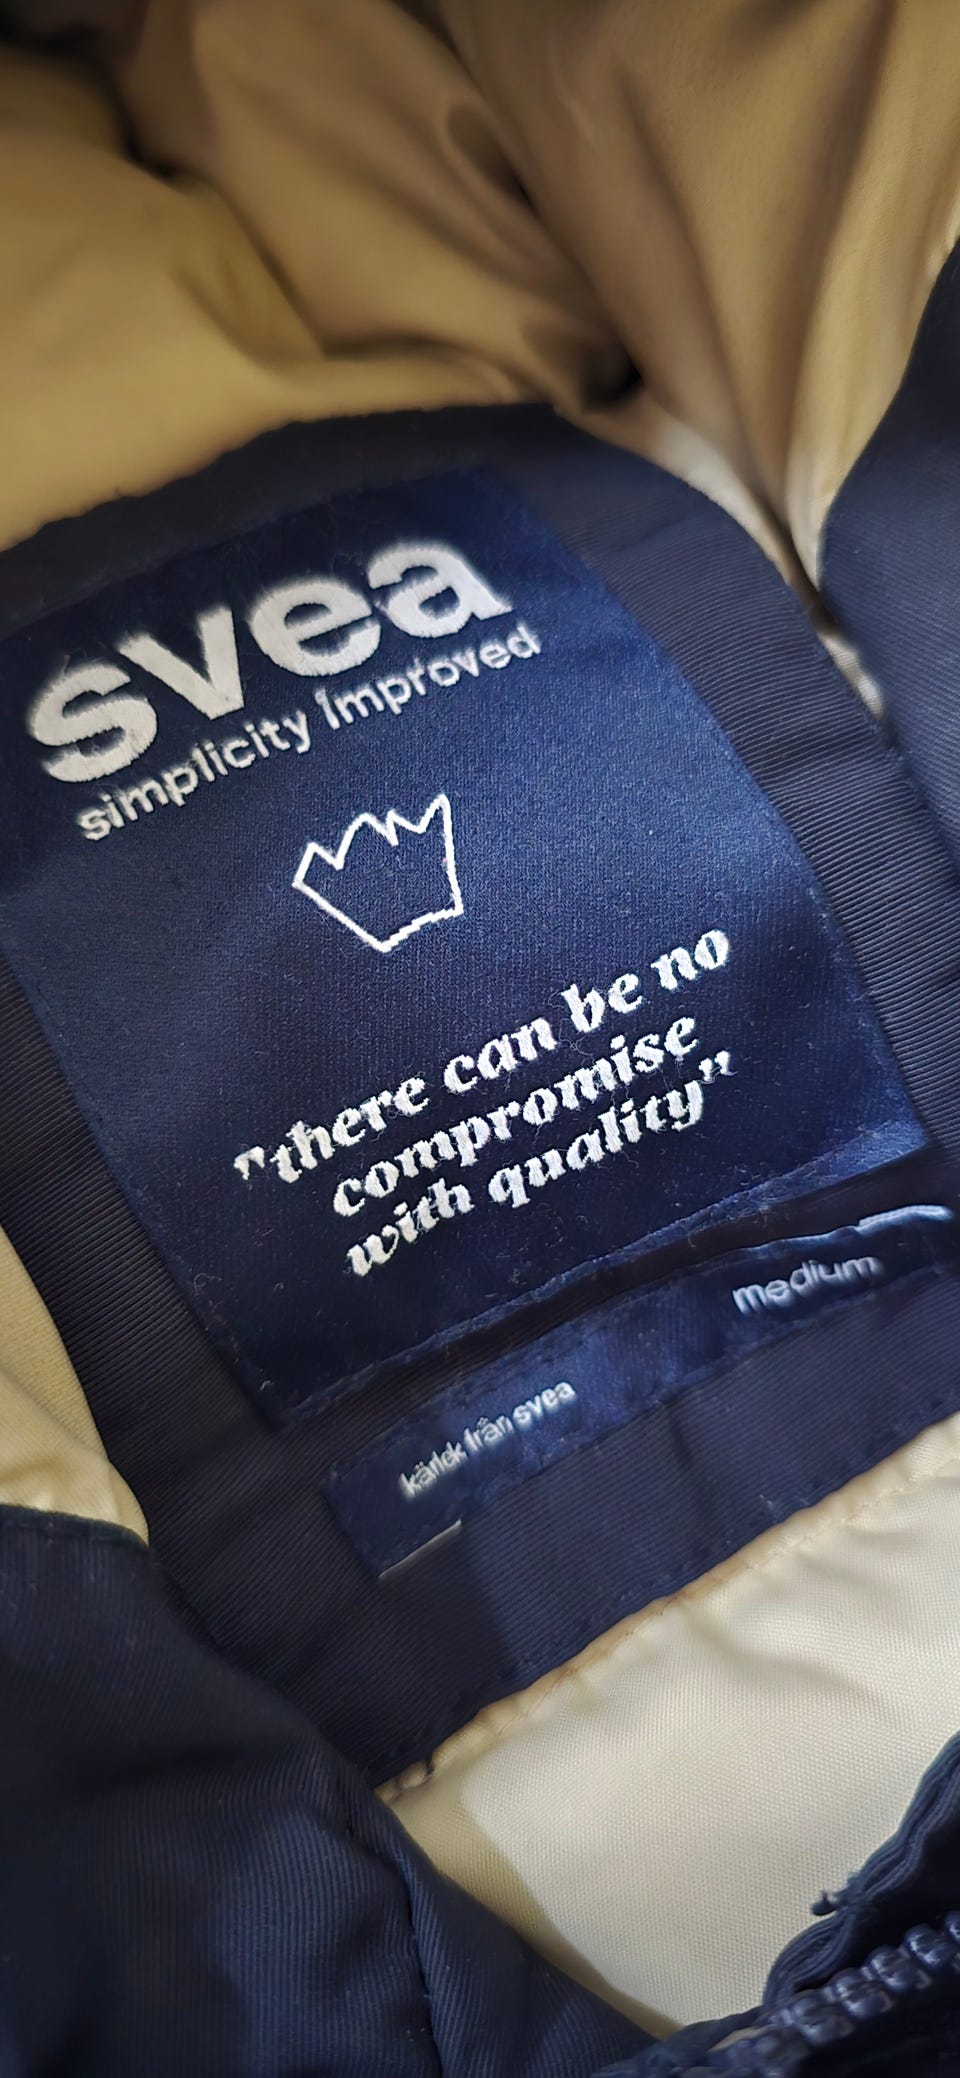 svea
simplicity Improved
"there can be no
compromise
with quality"
medium
kärlek från svea